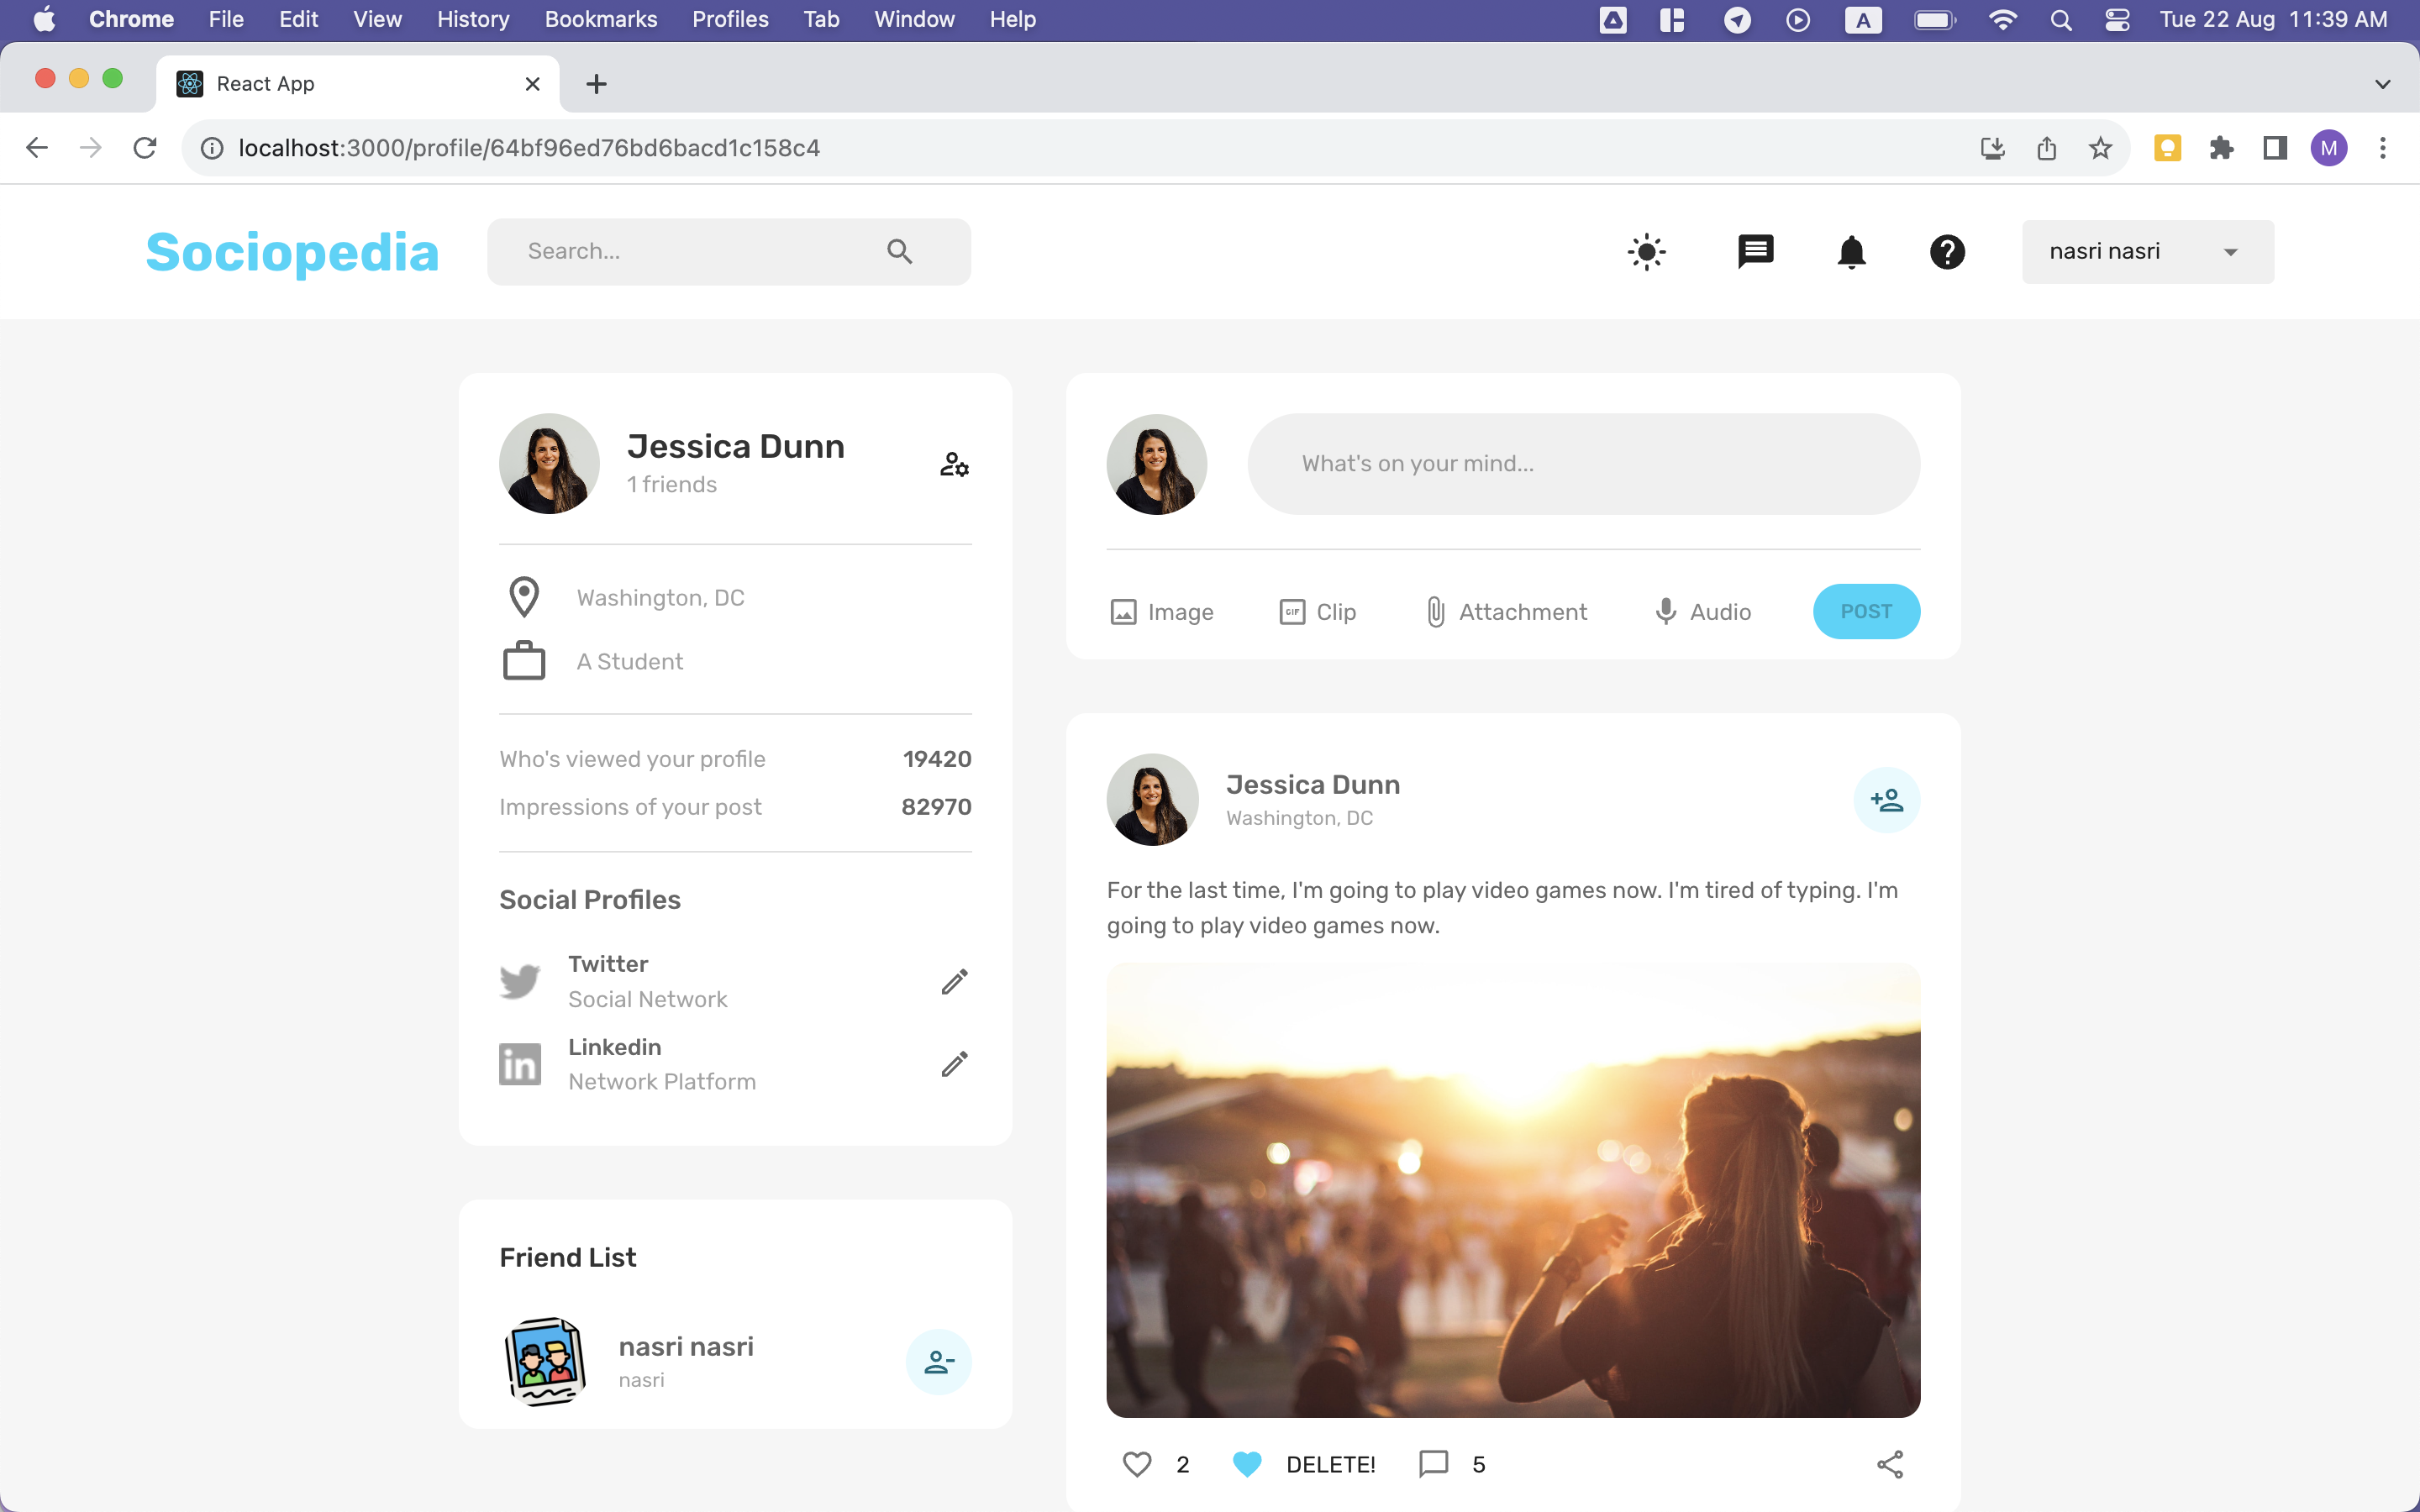 Chrome File Edit View History Bookmarks Profiles Tab Window Help A Tue 22 Aug 11:39 AM
React App
localhost:3000/profile/64bf96ed76bd6bacd1c158c4 M
Sociopedia Search... nasri nasri
Jessica Dunn
1 friends
Washington, DC
A Student
Who's viewed your profile 19420
Impressions of your post 82970
Social Profiles
Twitter
Social Network
in Linkedin
Network Platform
Friend List
nasri nasri
nasri
What's on your mind...
Image GIF Clip Attachment Audio POST
Jessica Dunn
Washington, DC
For the last time, I'm going to play video games now. I'm tired of typing. I'm
going to play video games now.
2 DELETE! 5